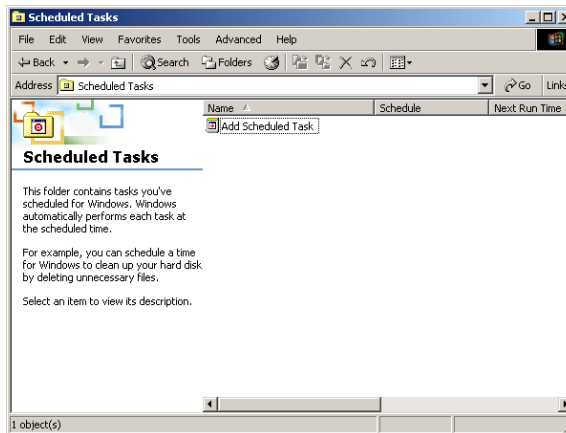 Scheduled Tasks
File Edit View Favorites Tools Advanced Help
Back Search Folders
Address Scheduled Tasks Go Links
Name Schedule Next Run Time
Add Scheduled Task
Scheduled Tasks
This folder contains tasks you've
scheduled for Windows. Windows
automatically performs each task at
the scheduled time.
For example, you can schedule a time
for Windows to clean up your hard disk
by deleting unnecessary files.
Select an item to view its description.
1 object(s)